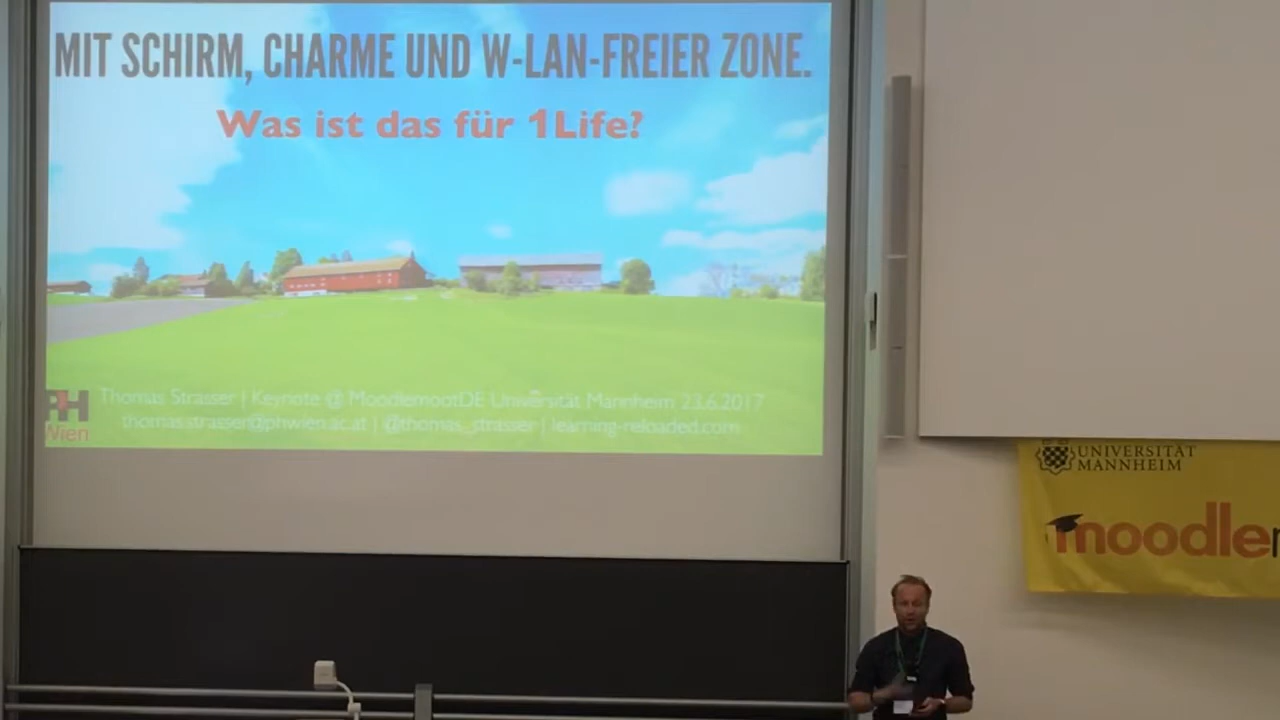 MIT SCHIRM, CHARME UND W-LAN-FREIER ZONE.
Was ist das für 1Life?
PH
Wien
Thomas Strasser | Keynote @ MoodlemootDE Universität Mannheim 23.6.2017
thomas.strasser@phwien.ac.at | @thomas_strasser | learning-reloaded.com
UNIVERSITÄT
MANNHEIM
moodle